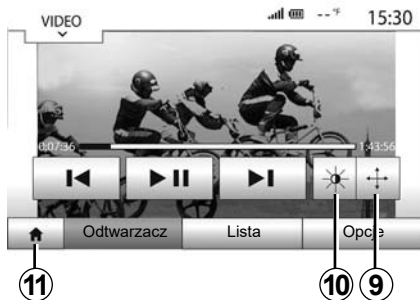 VIDEO
--°F 15:30
0:07:36 1:43:56
Odtwarzacz Lista Opcje
11 10 9